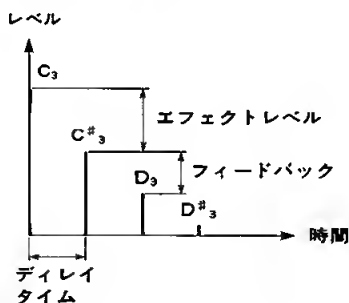 レベル
C3
エフェクトレベル
C#3
フィードバック
D3
D#3
時間
ディレイ
タイム